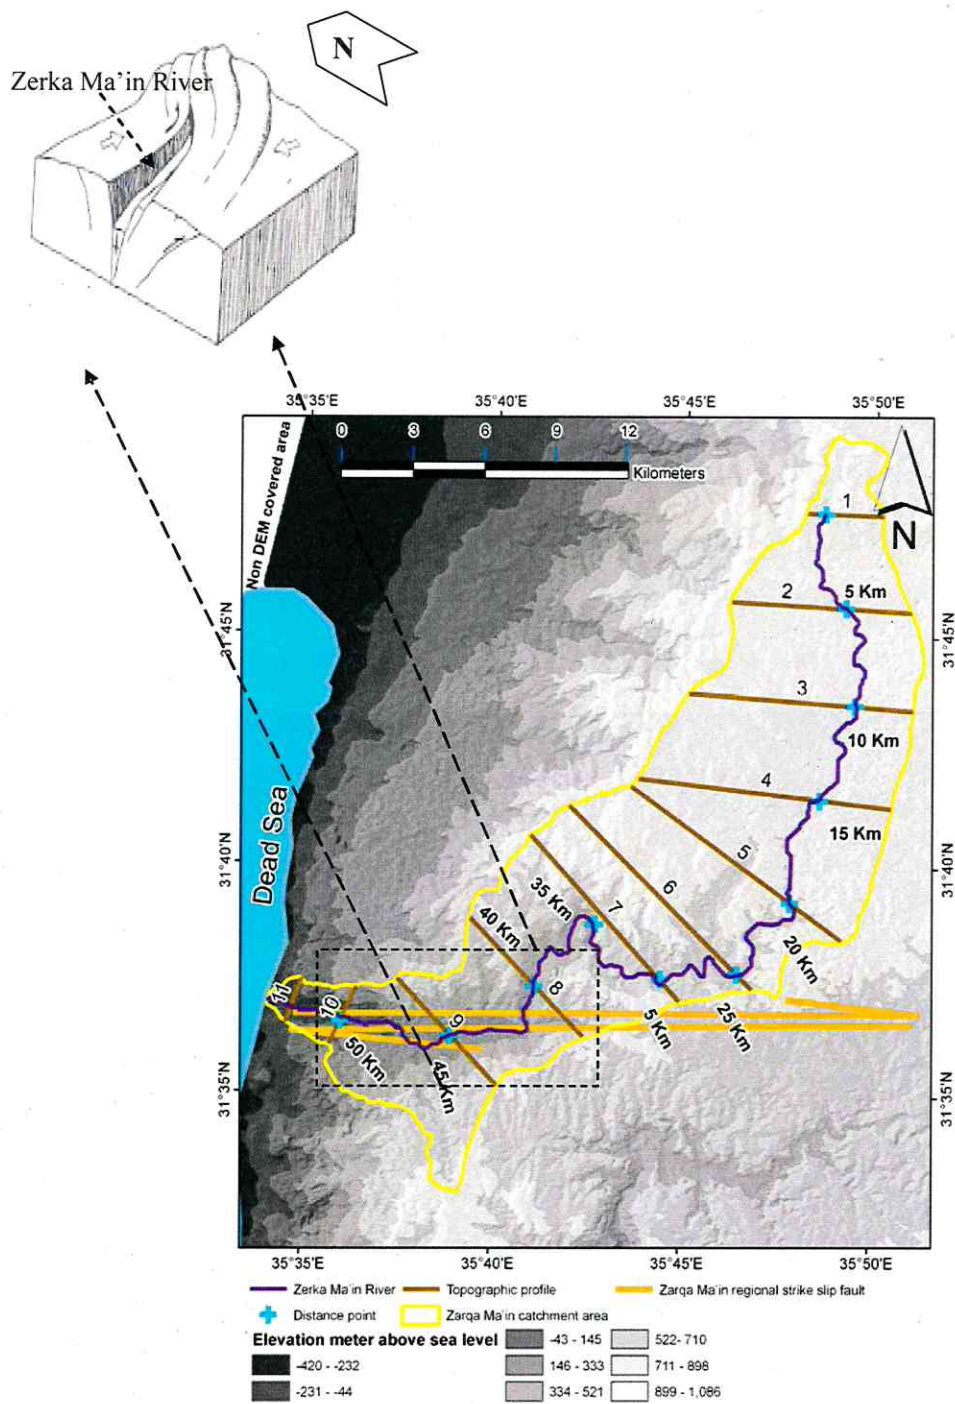 N
Zerka Ma'in River
35°35'E 35°40'E 35°45'E 35°50'E
0 3 6 9 12
Kilometers
Non DEM covered area
N
1
2
5 Km
3
10 Km
4
15 Km
5
20 Km
6
25 Km
7
5 Km
35 Km
8
40 Km
9
45 Km
10
50 Km
11
Dead Sea
31°45'N
31°40'N
31°35'N
31°45'N
31°40'N
31°35'N
35°35'E 35°40'E 35°45'E 35°50'E
Zerka Ma'in River Topographic profile Zarqa Ma'in regional strike slip fault
Distance point Zarqa Ma'in catchment area
Elevation meter above sea level
-420 - -232
-231 - -44
-43 - 145
146 - 333
334 - 521
522- 710
711 - 898
899 - 1,086